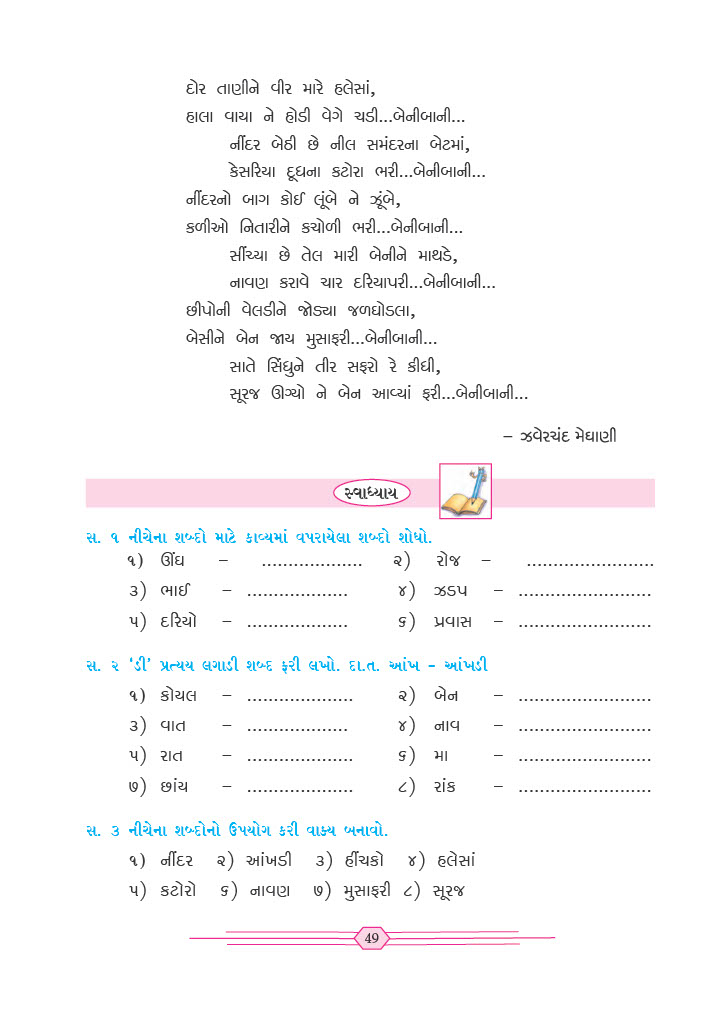 દોર તાણીને વીર મારે હલેસાં,
હાલા વાયા ને હોડી વેગે ચડી...બેનીબાની...
નીંદર બેઠી છે નીલ સમંદરના બેટમાં,
કેસરિયા દૂધના કટોરા ભરી...બેનીબાની...
નીંદરનો બાગ કોઈ લૂંબે ને ઝૂંબે,
કળીઓ નિતારીને કચોળી ભરી...બેનીબાની...
સીંચ્યા છે તેલ મારી બેનીને માથડે,
નાવણ કરાવે ચાર દરિયાપરી...બેનીબાની...
છીપોની વેલડીને જોડ્યા જળઘોડલા,
બેસીને બેન જાય મુસાફરી...બેનીબાની...
સાતે સિંધુને તીર સફરો રે કીધી,
સૂરજ ઊગ્યો ને બેન આવ્યાં ફરી...બેનીબાની...
– ઝવેરચંદ મેઘાણી
સ્વાધ્યાય
સ. ૧ નીચેના શબ્દો માટે કાવ્યમાં વપરાયેલા શબ્દો શોધો.
૧) ઊંઘ – ................... ૨) રોજ – ........................
૩) ભાઈ – ................... ૪) ઝડપ – .........................
૫) દરિયો – ................... ૬) પ્રવાસ – .........................
સ. ૨ 'ડી' પ્રત્યય લગાડી શબ્દ ફરી લખો. દા.ત. આંખ - આંખડી
૧) કોયલ – .................... ૨) બેન – .........................
૩) વાત – ................... ૪) નાવ – .........................
૫) રાત – .................... ૬) મા – .........................
૭) છાંય – .................... ૮) રાંક – .........................
સ. ૩ નીચેના શબ્દોનો ઉપયોગ કરી વાક્ય બનાવો.
૧) નીંદર ૨) આંખડી ૩) હીંચકો ૪) હલેસાં
૫) કટોરો ૬) નાવણ ૭) મુસાફરી ૮) સૂરજ
49